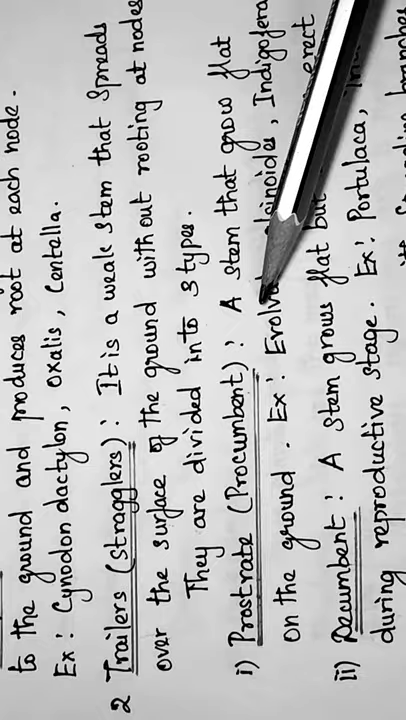 to the ground and produces root at each node.
Ex: Cynodon dactylon, oxalis, Centella.
2 Trailers (stragglers): It is a weak stem that Spreads
over the surface of the ground without rooting at nodes
They are divided into 3 types.
i) Prostrate (Procumbent): A stem that grow flat
on the ground. Ex: Indigofera
ii) Decumbent: A stem grows flat but erect
during reproductive stage. Ex: Portulaca,
branches